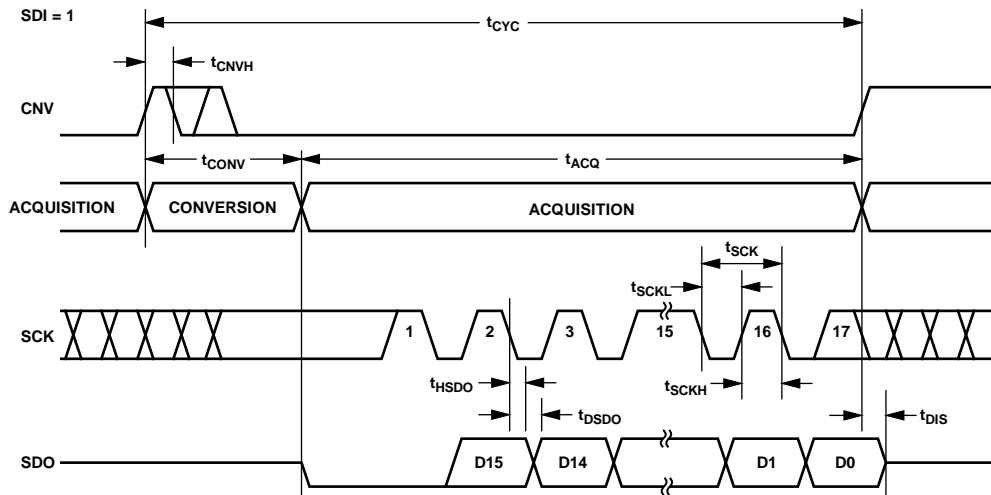 SDI = 1
tCYC
tCNVH
CNV
tCONV
tACQ
ACQUISITION CONVERSION ACQUISITION
tSCK
tSCKL
SCK 1 2 3 15 16 17
tHSDO tSCKH
tDSDO tDIS
SDO D15 D14 D1 D0